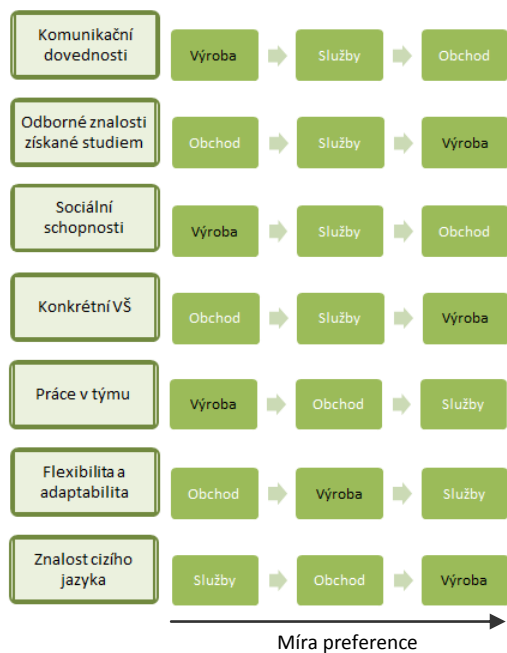 Komunikační
dovednosti
Výroba
Služby
Obchod
Odborné znalosti
získané studiem
Obchod
Služby
Výroba
Sociální
schopnosti
Výroba
Služby
Obchod
Konkrétní VŠ
Obchod
Služby
Výroba
Práce v týmu
Výroba
Obchod
Služby
Flexibilita a
adaptabilita
Obchod
Výroba
Služby
Znalost cizího
jazyka
Služby
Obchod
Výroba
Míra preference